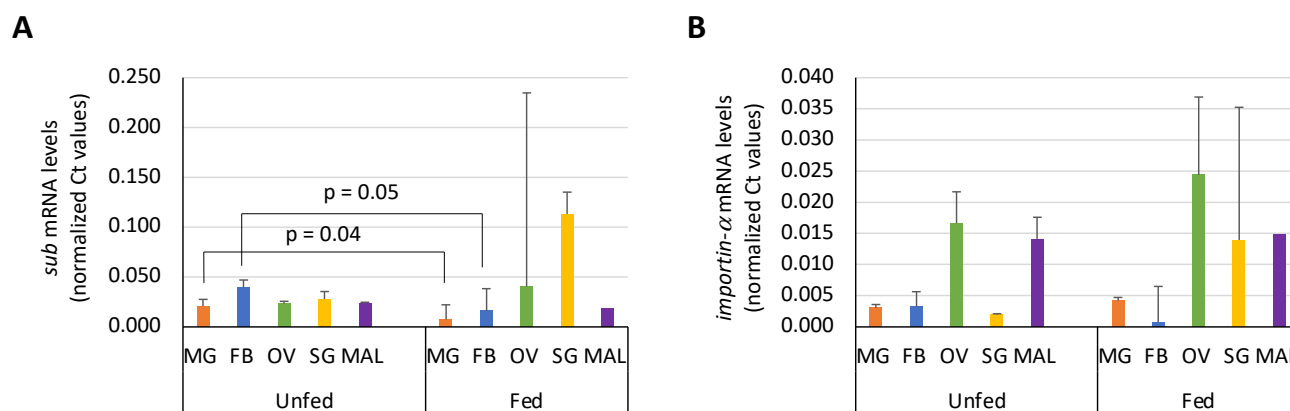 A
sub mRNA levels
(normalized Ct values)
0.250
0.200
0.150
0.100
0.050
0.000
p = 0.05
p = 0.04
MG FB OV SG MAL MG FB OV SG MAL
Unfed Fed
B
importin-α mRNA levels
(normalized Ct values)
0.040
0.035
0.030
0.025
0.020
0.015
0.010
0.005
0.000
MG FB OV SG MAL MG FB OV SG MAL
Unfed Fed